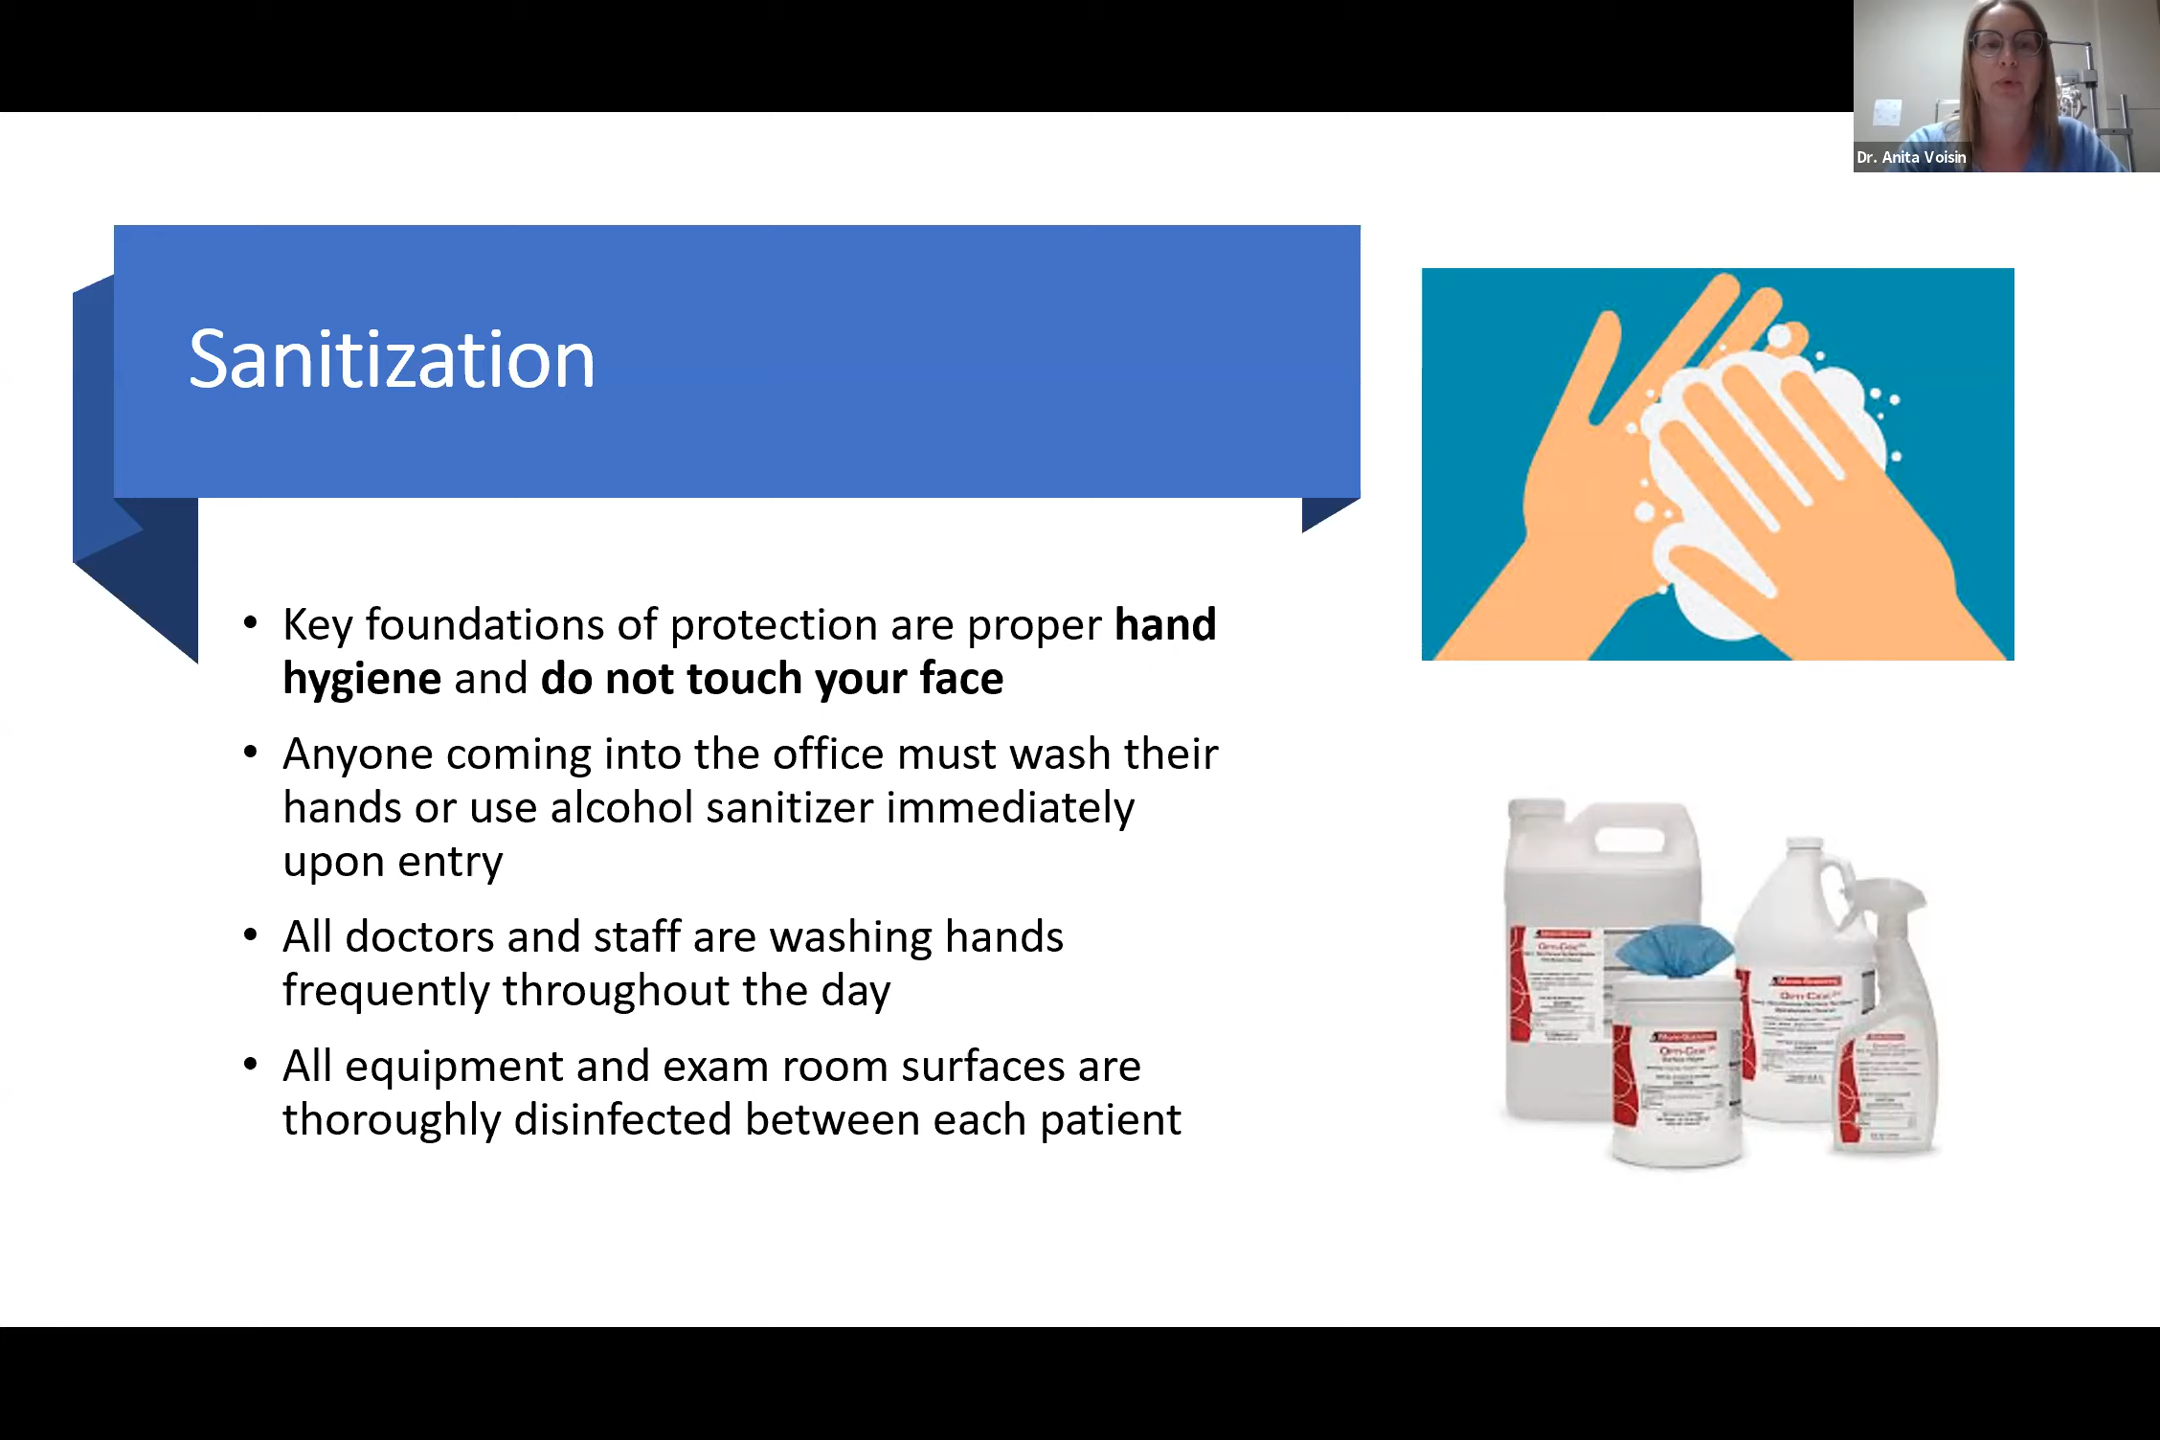 Dr. Anita Voisin
Sanitization
• Key foundations of protection are proper hand
hygiene and do not touch your face
• Anyone coming into the office must wash their
hands or use alcohol sanitizer immediately
upon entry
• All doctors and staff are washing hands
frequently throughout the day
• All equipment and exam room surfaces are
thoroughly disinfected between each patient